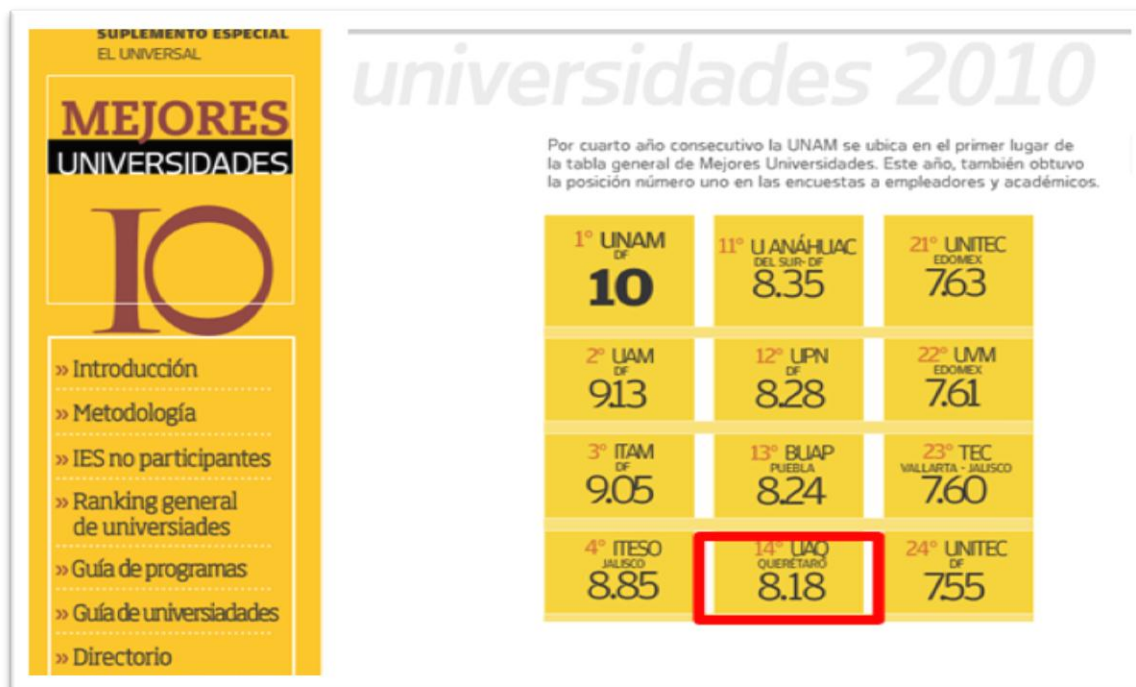 SUPLEMENTO ESPECIAL
EL UNIVERSAL
MEJORES
UNIVERSIDADES
10
» Introducción
» Metodología
» IES no participantes
» Ranking general
de universiades
» Guía de programas
» Guía de universiadades
» Directorio
universidades 2010
Por cuarto año consecutivo la UNAM se ubica en el primer lugar de
la tabla general de Mejores Universidades. Este año, también obtuvo
la posición número uno en las encuestas a empleadores y académicos.
1° UNAM
DF
10
11° U ANÁHUAC
DEL SUR- DF
8.35
21° UNITEC
EDOMEX
7.63
2° UAM
DF
9.13
12° UPN
DF
8.28
22° UVM
EDOMEX
7.61
3° ITAM
DF
9.05
13° BUAP
PUEBLA
8.24
23° TEC
VALLARTA - JALISCO
7.60
4° ITESO
JALISCO
8.85
14° UAQ
QUERÉTARO
8.18
24° UNITEC
DF
7.55